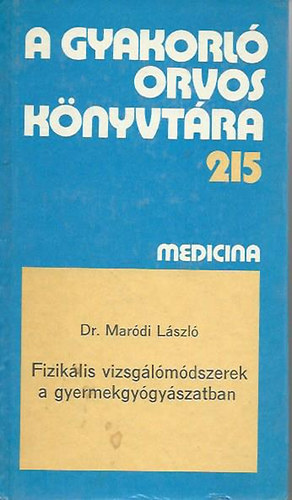 A GYAKORLÓ
ORVOS
KÖNYVTÁRA
215
MEDICINA
Dr. Maródi László
Fizikális vizsgálómódszerek
a gyermekgyógyászatban